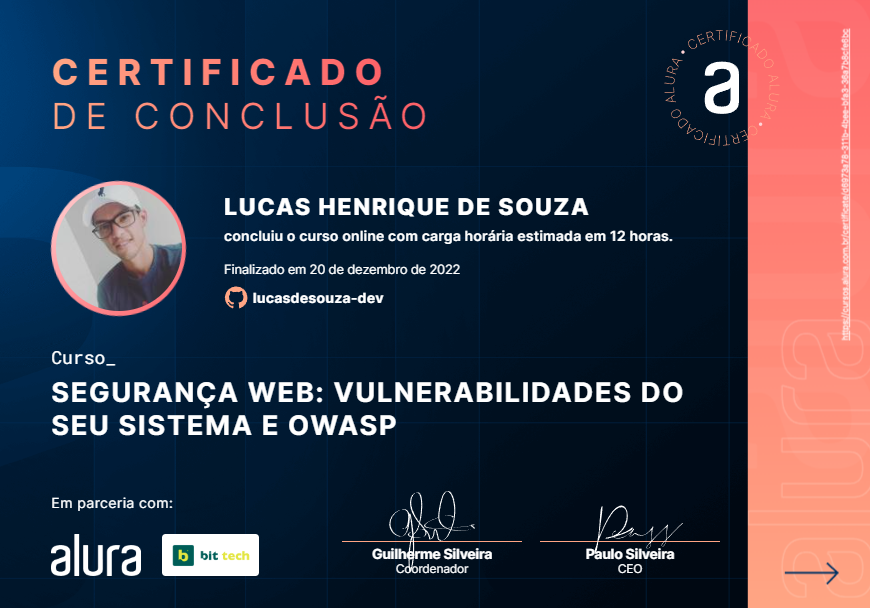 CERTIFICADO
DE CONCLUSÃO
CERTIFICADO ALURA • CERTIFICADO ALURA •
a
LUCAS HENRIQUE DE SOUZA
concluiu o curso online com carga horária estimada em 12 horas.
Finalizado em 20 de dezembro de 2022
lucasdesouza-dev
Curso_
SEGURANÇA WEB: VULNERABILIDADES DO
SEU SISTEMA E OWASP
Em parceria com:
alura
b bit tech
Guilherme Silveira
Coordenador
Paulo Silveira
CEO
alura